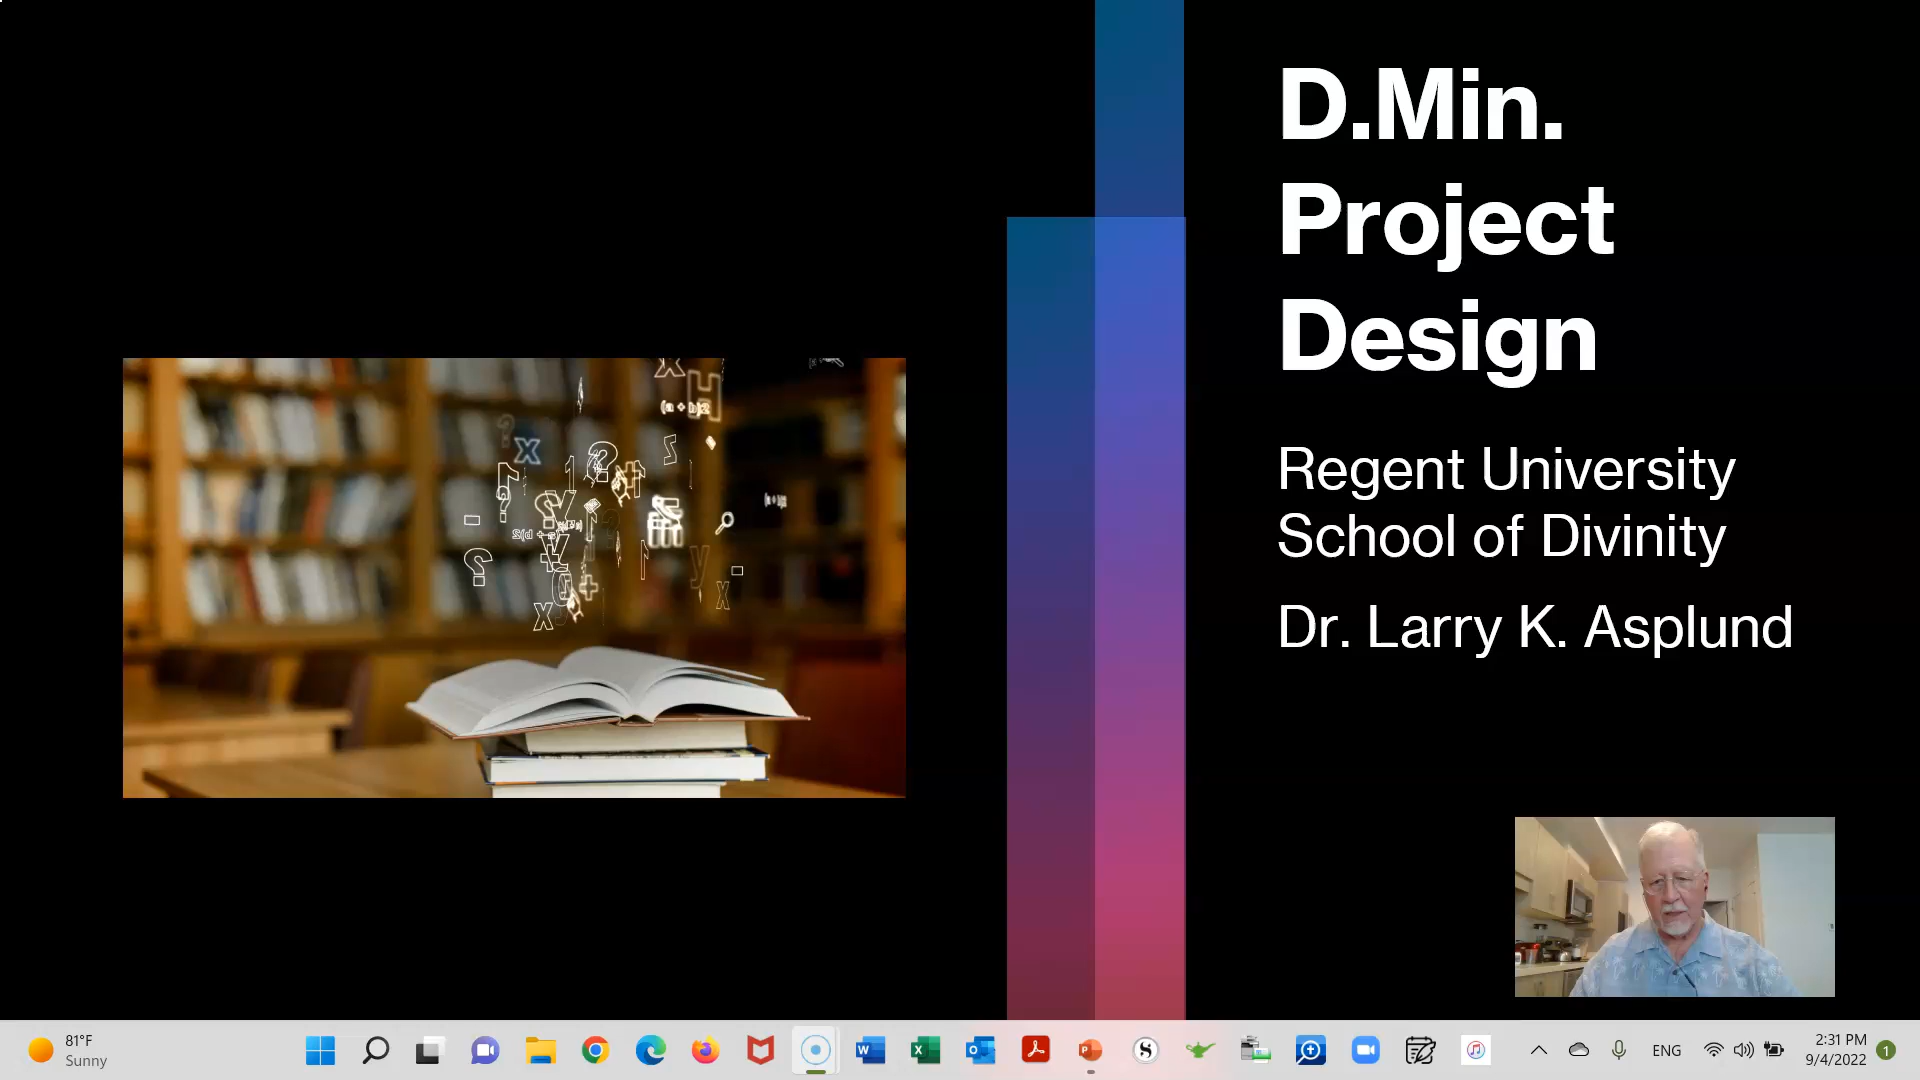 D.Min.
Project
Design
Regent University
School of Divinity
Dr. Larry K. Asplund
81°F
Sunny
ENG
2:31 PM
9/4/2022
1